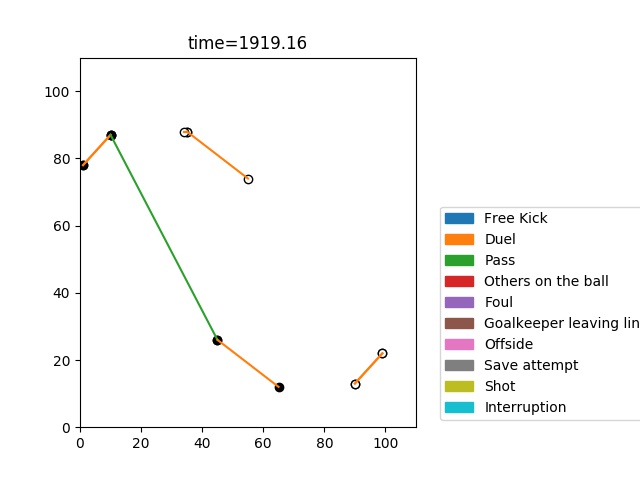 time=1919.16
100
80
60
40
20
0
0 20 40 60 80 100
Free Kick
Duel
Pass
Others on the ball
Foul
Goalkeeper leaving lin
Offside
Save attempt
Shot
Interruption